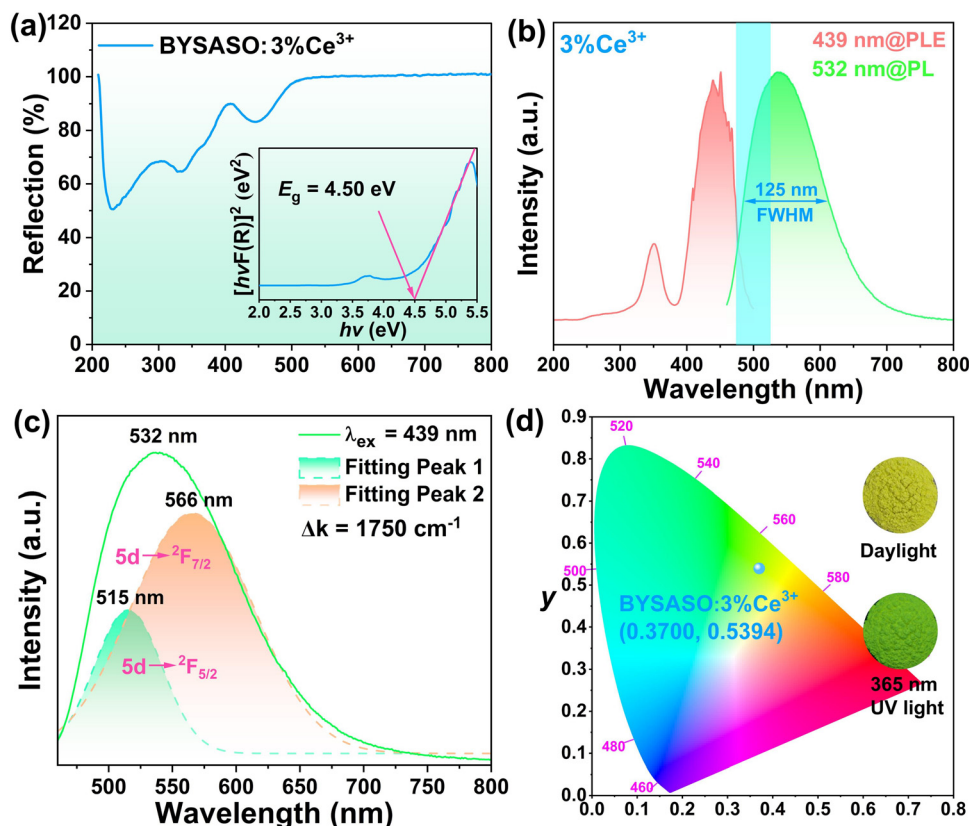 (a)
BYSASO: 3%Ce³⁺
Reflection (%)
120
100
80
60
40
20
0
200 300 400 500 600 700 800
[hνF(R)]² (eV²)
Eg = 4.50 eV
2.0 2.5 3.0 3.5 4.0 4.5 5.0 5.5
hν (eV)
(b)
3%Ce³⁺
439 nm@PLE
532 nm@PL
125 nm
FWHM
Intensity (a.u.)
200 300 400 500 600 700 800
Wavelength (nm)
(c)
532 nm
λex = 439 nm
Fitting Peak 1
Fitting Peak 2
Δk = 1750 cm⁻¹
566 nm
5d → ²F7/2
515 nm
5d → ²F5/2
Intensity (a.u.)
500 550 600 650 700 750 800
Wavelength (nm)
(d)
0.9
0.8
0.7
0.6
0.5
0.4
0.3
0.2
0.1
0.0
y
520
540
560
500
580
480
460
BYSASO:3%Ce³⁺
(0.3700, 0.5394)
Daylight
365 nm
UV light
0.0 0.1 0.2 0.3 0.4 0.5 0.6 0.7 0.8